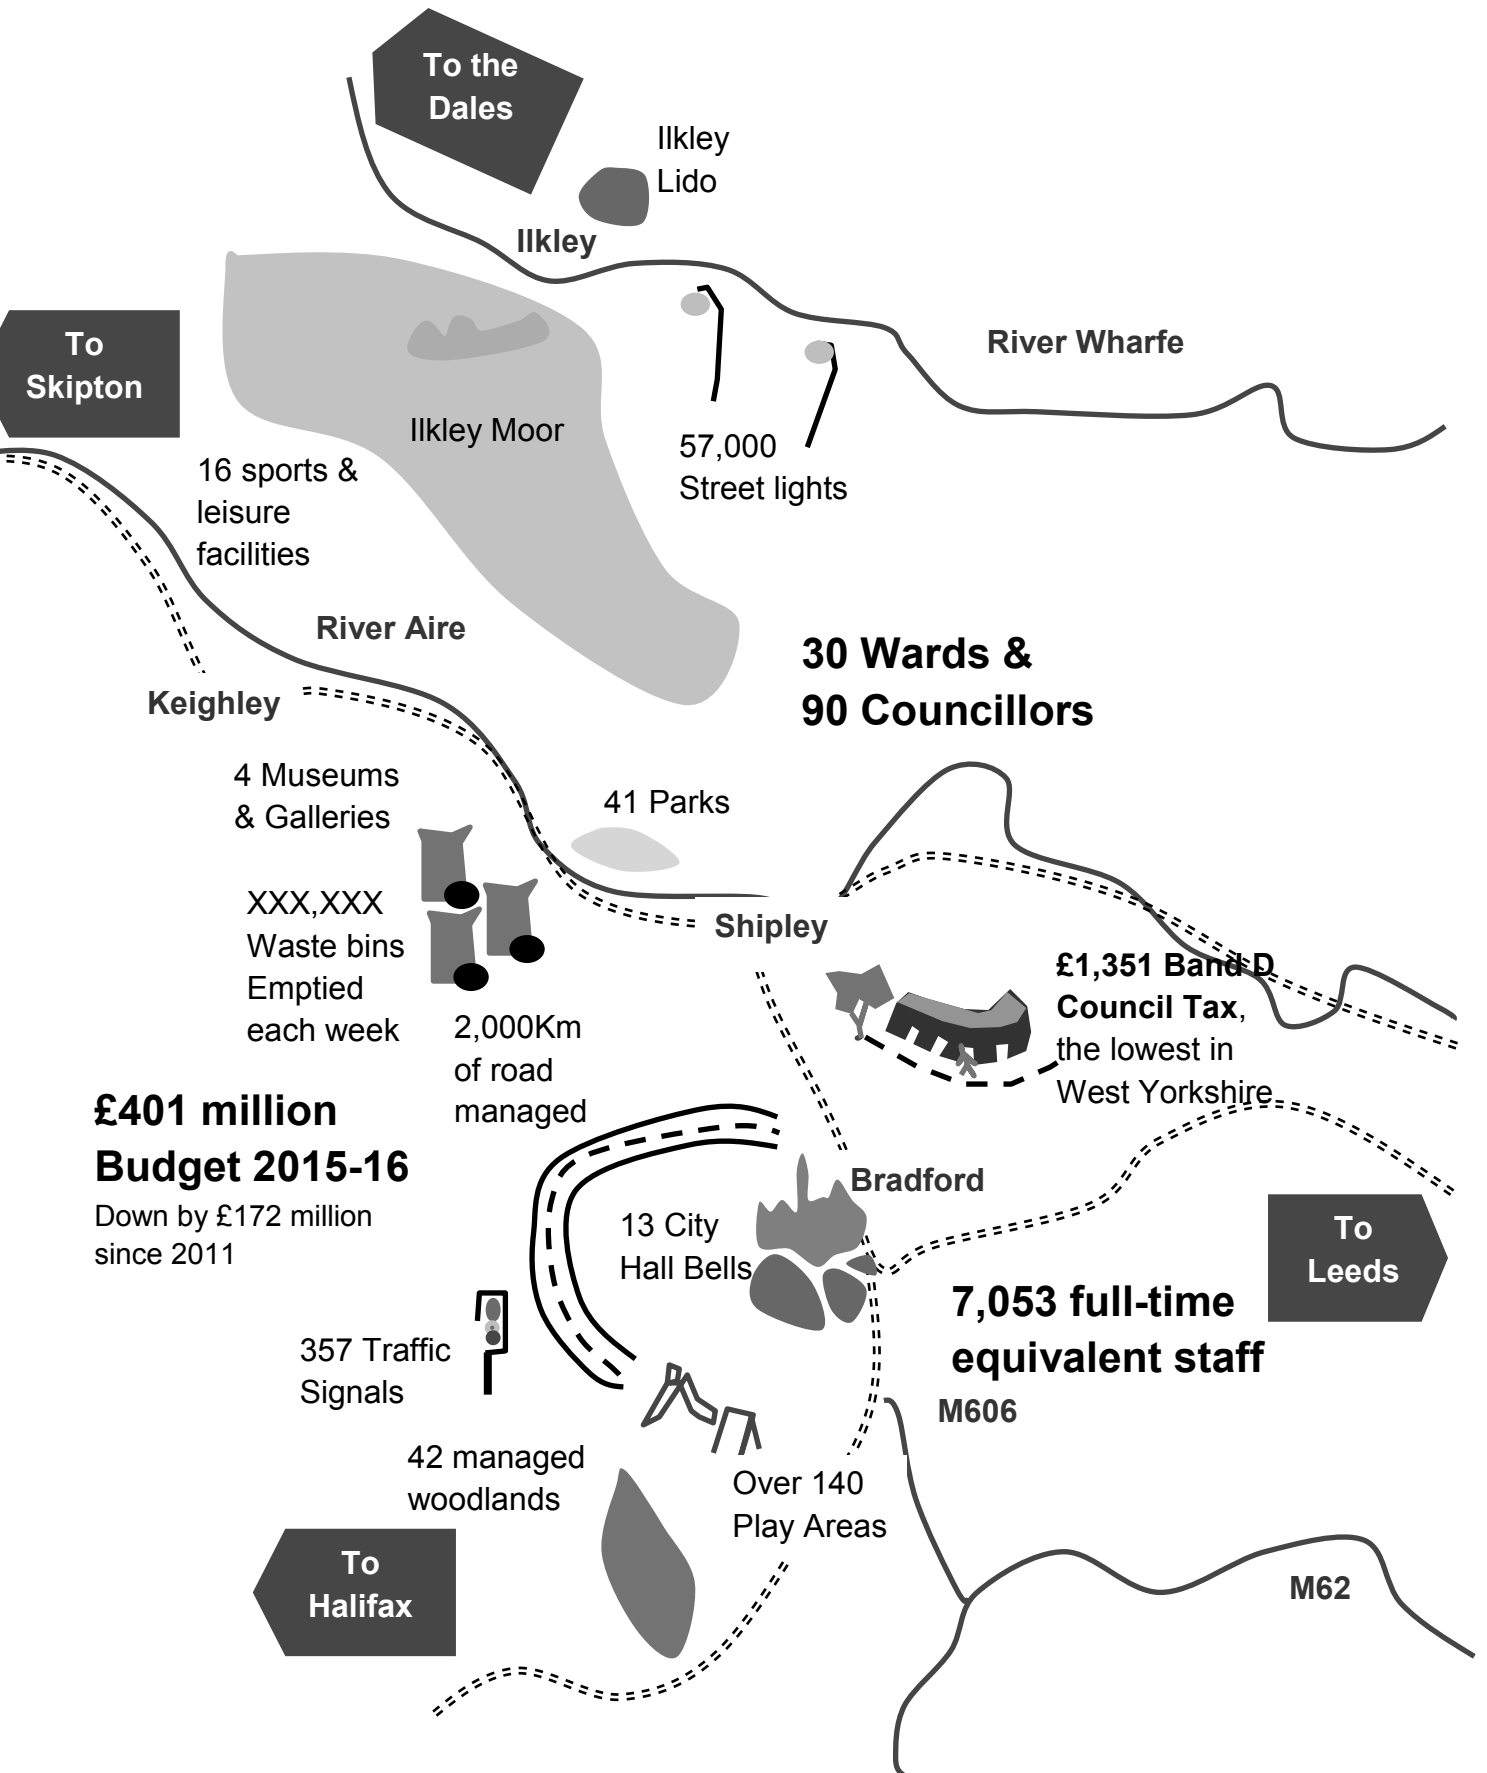 To the
Dales
Ilkley
Lido
Ilkley
To
Skipton
River Wharfe
Ilkley Moor
57,000
Street lights
16 sports &
leisure
facilities
River Aire
30 Wards &
90 Councillors
Keighley
4 Museums
& Galleries
41 Parks
XXX,XXX
Waste bins
Emptied
each week
Shipley
£1,351 Band D
Council Tax,
the lowest in
West Yorkshire
2,000Km
of road
managed
£401 million
Budget 2015-16
Down by £172 million
since 2011
Bradford
13 City
Hall Bells
To
Leeds
7,053 full-time
equivalent staff
357 Traffic
Signals
M606
42 managed
woodlands
Over 140
Play Areas
To
Halifax
M62